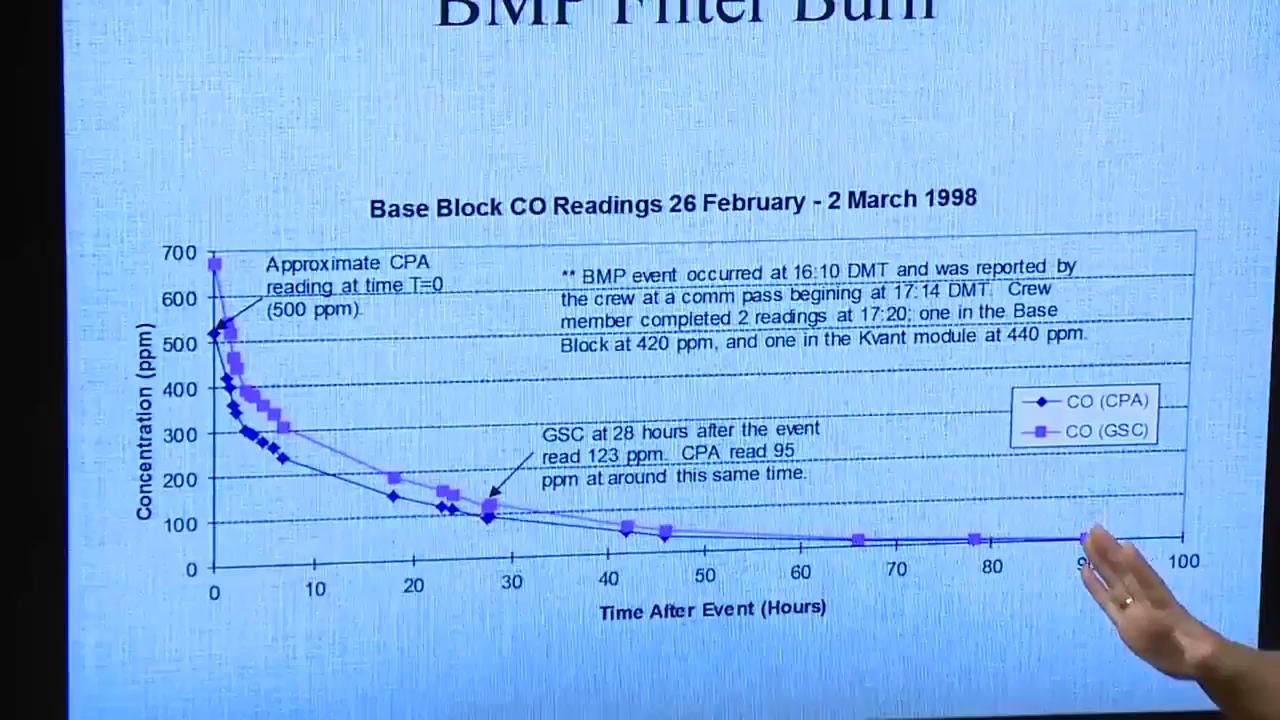 BMP Filter Burn
Base Block CO Readings 26 February - 2 March 1998
Concentration (ppm)
700
600
500
400
300
200
100
0
Approximate CPA
reading at time T=0
(500 ppm).
** BMP event occurred at 16:10 DMT and was reported by
the crew at a comm pass begining at 17:14 DMT. Crew
member completed 2 readings at 17:20; one in the Base
Block at 420 ppm, and one in the Kvant module at 440 ppm.
CO (CPA)
CO (GSC)
GSC at 28 hours after the event
read 123 ppm. CPA read 95
ppm at around this same time.
0
10
20
30
40
50
60
70
80
100
Time After Event (Hours)